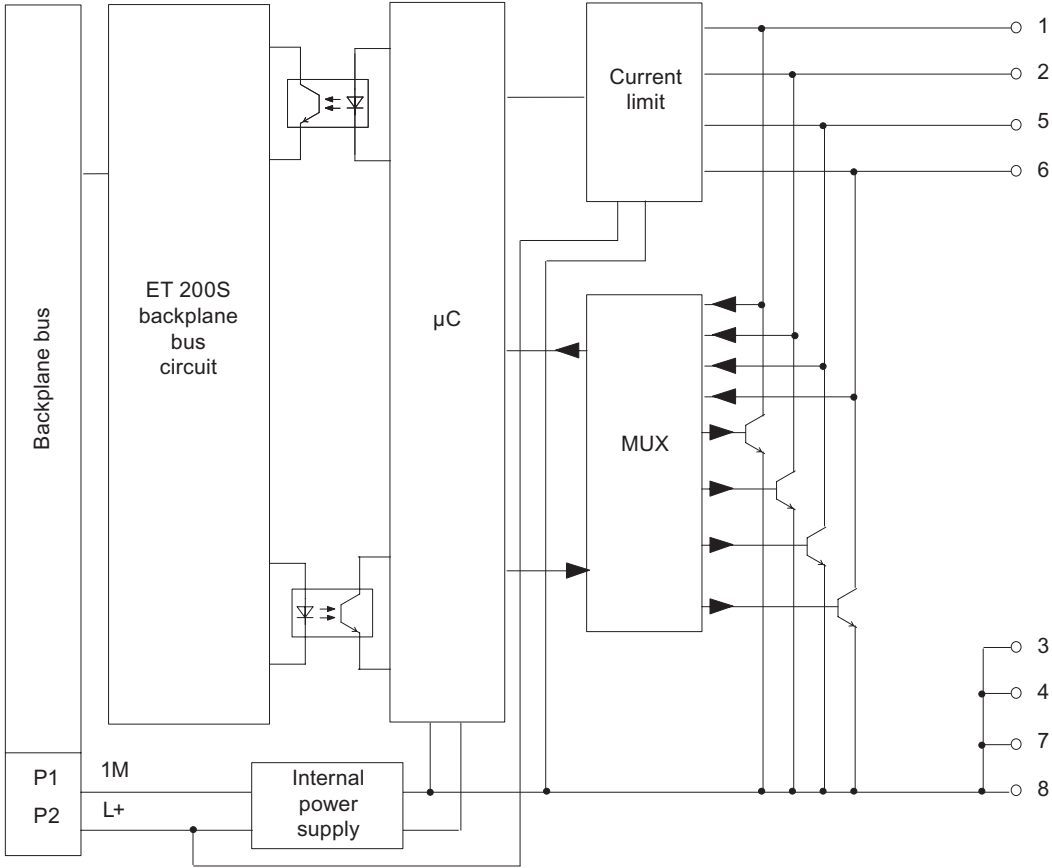 Backplane bus
ET 200S
backplane
bus
circuit
µC
Current
limit
MUX
1
2
5
6
3
4
7
8
P1
1M
P2
L+
Internal
power
supply